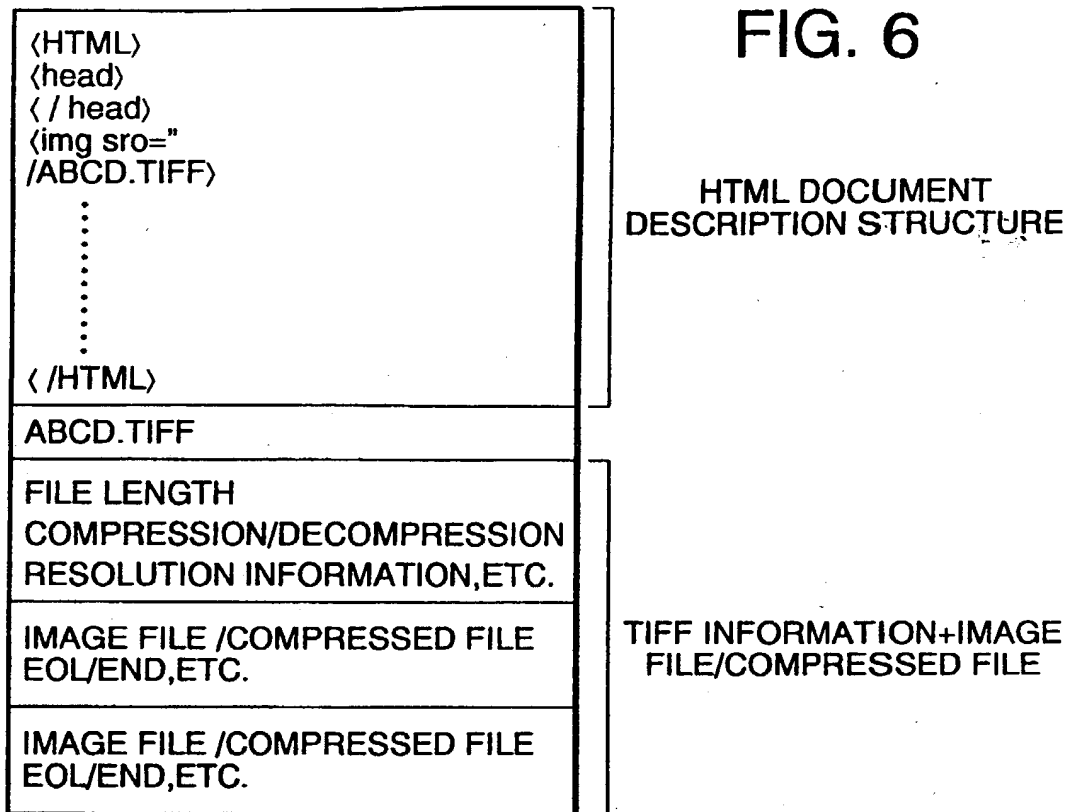 FIG. 6
⟨HTML⟩
⟨head⟩
⟨ / head⟩
⟨img sro="
/ABCD.TIFF⟩
⟨ /HTML⟩
HTML DOCUMENT
DESCRIPTION STRUCTURE
ABCD.TIFF
FILE LENGTH
COMPRESSION/DECOMPRESSION
RESOLUTION INFORMATION,ETC.
IMAGE FILE /COMPRESSED FILE
EOL/END,ETC.
IMAGE FILE /COMPRESSED FILE
EOL/END,ETC.
TIFF INFORMATION+IMAGE
FILE/COMPRESSED FILE